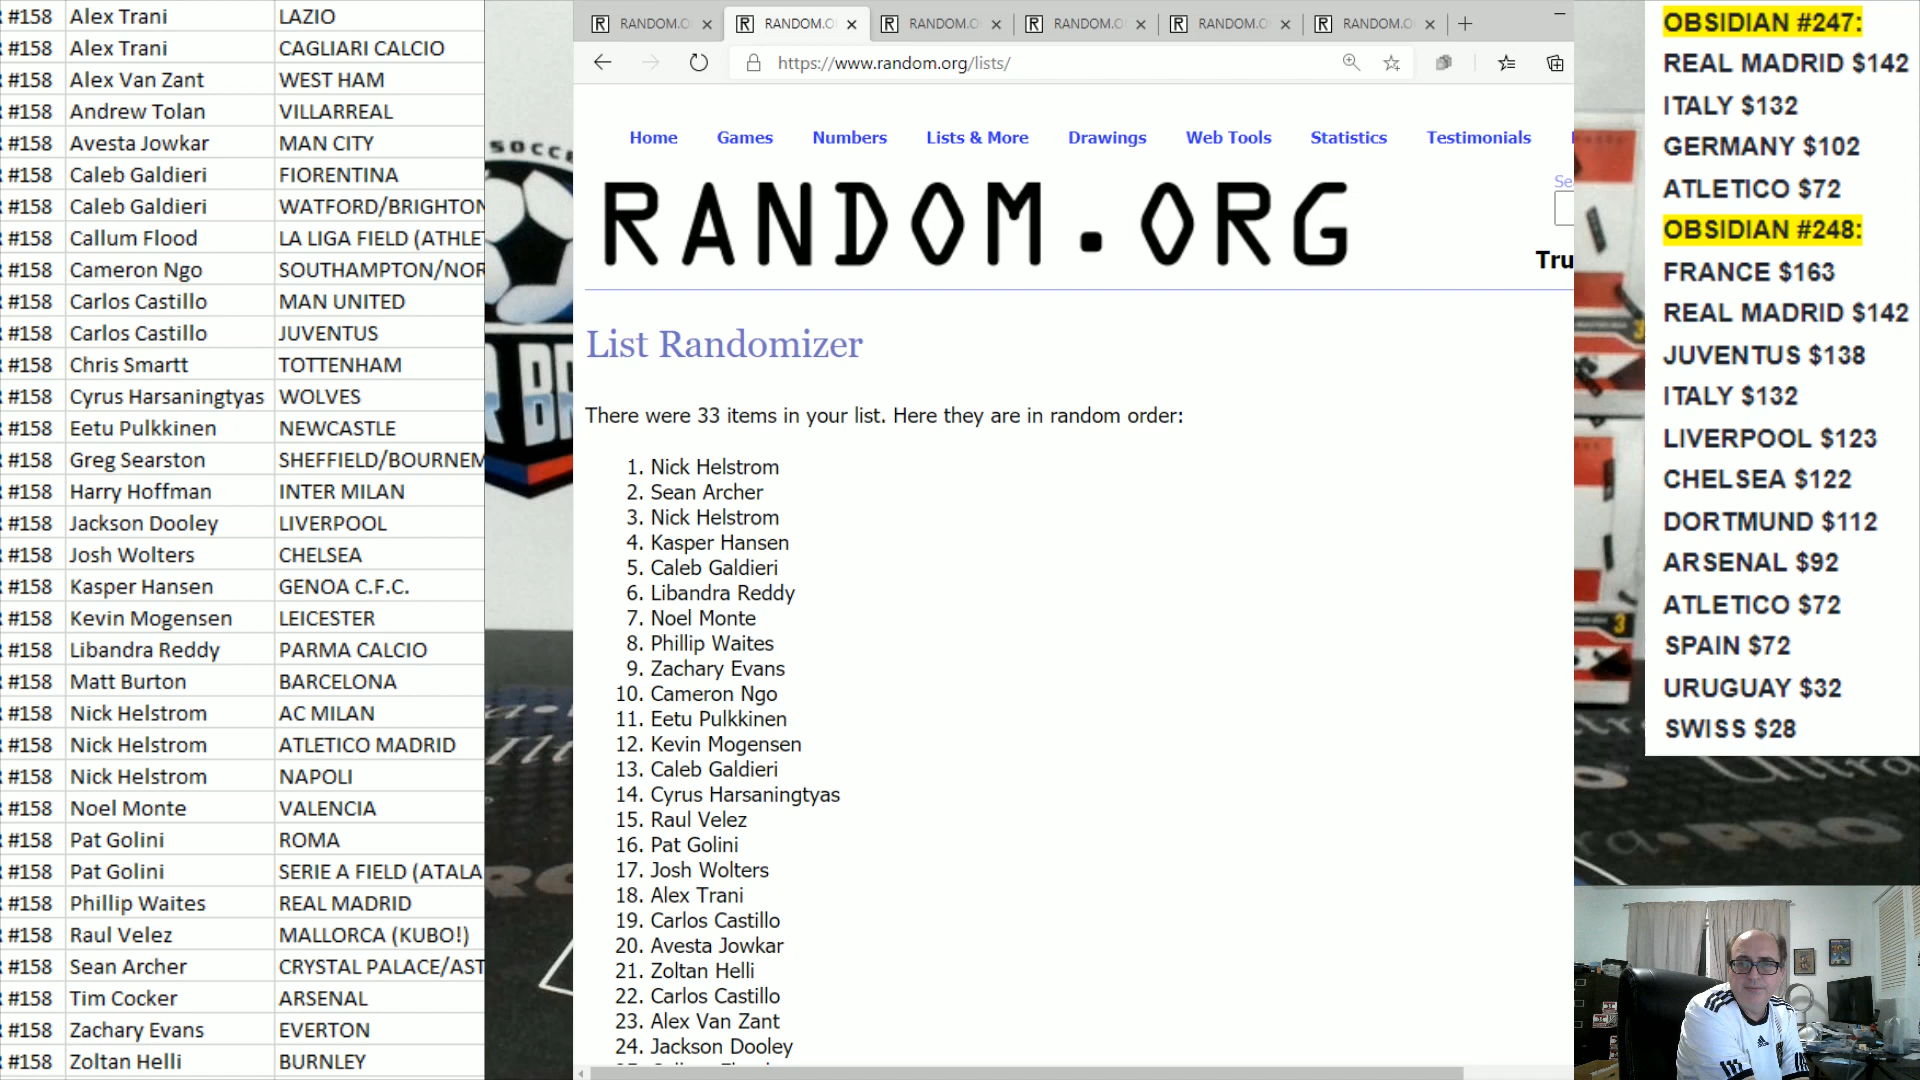 #158 Alex Trani LAZIO
#158 Alex Trani CAGLIARI CALCIO
#158 Alex Van Zant WEST HAM
#158 Andrew Tolan VILLARREAL
#158 Avesta Jowkar MAN CITY
#158 Caleb Galdieri FIORENTINA
#158 Caleb Galdieri WATFORD/BRIGHTON
#158 Callum Flood LA LIGA FIELD (ATHLE
#158 Cameron Ngo SOUTHAMPTON/NOR
#158 Carlos Castillo MAN UNITED
#158 Carlos Castillo JUVENTUS
#158 Chris Smartt TOTTENHAM
#158 Cyrus Harsaningtyas WOLVES
#158 Eetu Pulkkinen NEWCASTLE
#158 Greg Searston SHEFFIELD/BOURNEM
#158 Harry Hoffman INTER MILAN
#158 Jackson Dooley LIVERPOOL
#158 Josh Wolters CHELSEA
#158 Kasper Hansen GENOA C.F.C.
#158 Kevin Mogensen LEICESTER
#158 Libandra Reddy PARMA CALCIO
#158 Matt Burton BARCELONA
#158 Nick Helstrom AC MILAN
#158 Nick Helstrom ATLETICO MADRID
#158 Nick Helstrom NAPOLI
#158 Noel Monte VALENCIA
#158 Pat Golini ROMA
#158 Pat Golini SERIE A FIELD (ATALA
#158 Phillip Waites REAL MADRID
#158 Raul Velez MALLORCA (KUBO!)
#158 Sean Archer CRYSTAL PALACE/AST
#158 Tim Cocker ARSENAL
#158 Zachary Evans EVERTON
#158 Zoltan Helli BURNLEY
SOCCE
RANDOM.O RANDOM.O RANDOM.O RANDOM.O RANDOM.O RANDOM.O
https://www.random.org/lists/
Home Games Numbers Lists & More Drawings Web Tools Statistics Testimonials
RANDOM.ORG
Se
Tru
List Randomizer
There were 33 items in your list. Here they are in random order:
1. Nick Helstrom
2. Sean Archer
3. Nick Helstrom
4. Kasper Hansen
5. Caleb Galdieri
6. Libandra Reddy
7. Noel Monte
8. Phillip Waites
9. Zachary Evans
10. Cameron Ngo
11. Eetu Pulkkinen
12. Kevin Mogensen
13. Caleb Galdieri
14. Cyrus Harsaningtyas
15. Raul Velez
16. Pat Golini
17. Josh Wolters
18. Alex Trani
19. Carlos Castillo
20. Avesta Jowkar
21. Zoltan Helli
22. Carlos Castillo
23. Alex Van Zant
24. Jackson Dooley
OBSIDIAN #247:
REAL MADRID $142
ITALY $132
GERMANY $102
ATLETICO $72
OBSIDIAN #248:
FRANCE $163
REAL MADRID $142
JUVENTUS $138
ITALY $132
LIVERPOOL $123
CHELSEA $122
DORTMUND $112
ARSENAL $92
ATLETICO $72
SPAIN $72
URUGUAY $32
SWISS $28